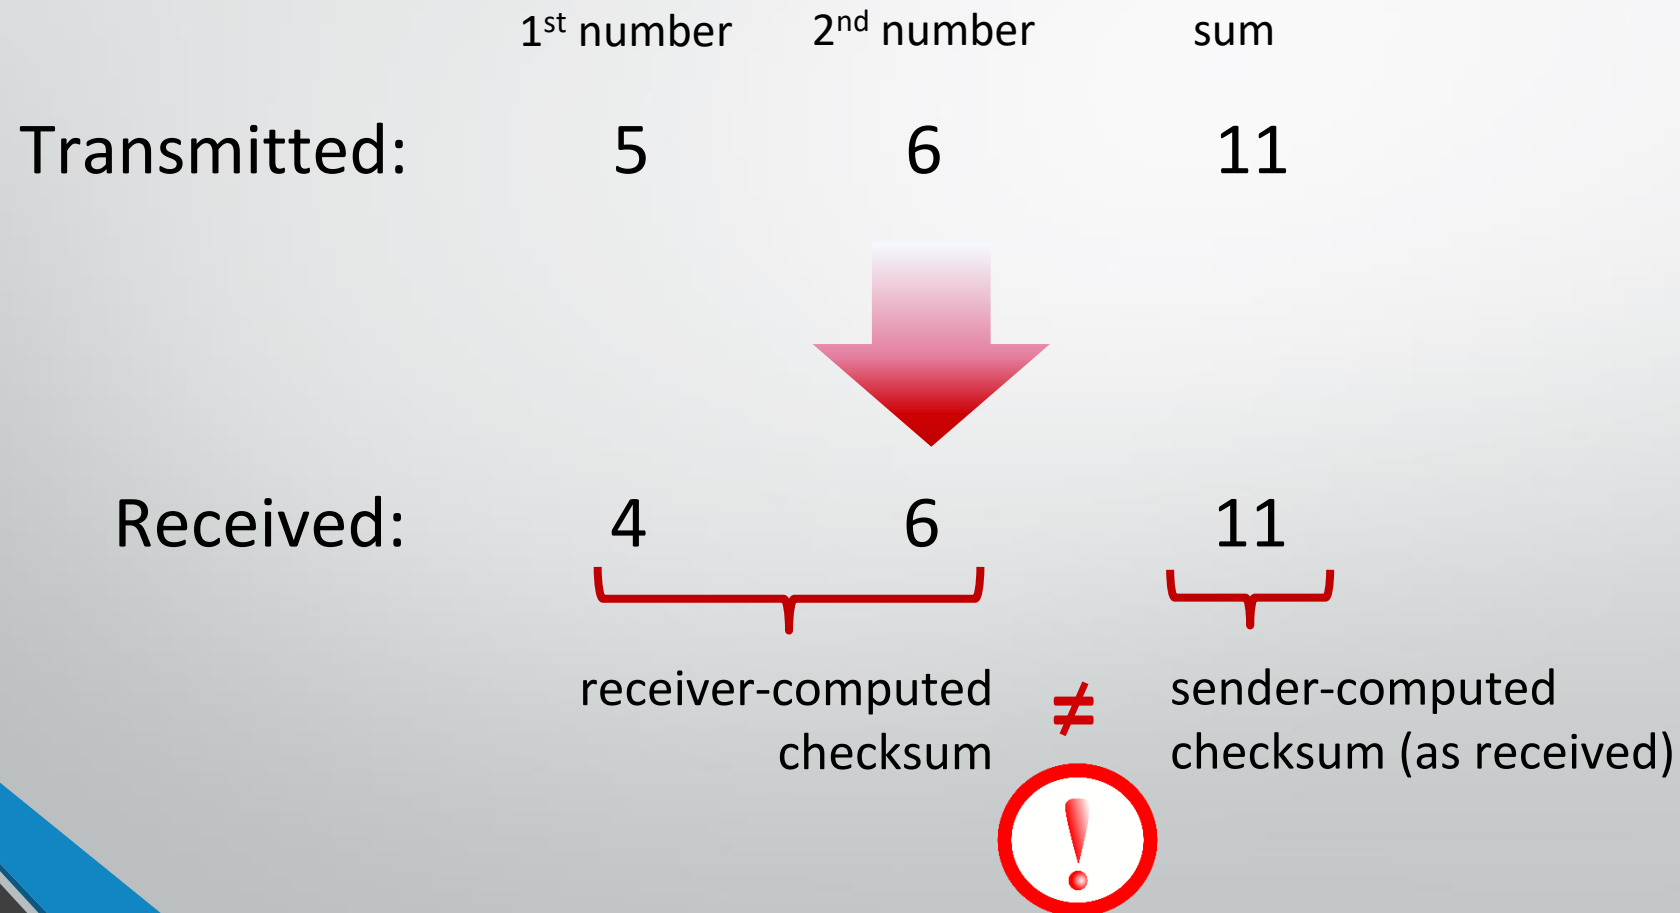 1st number 2nd number sum
Transmitted: 5 6 11
Received: 4 6 11
receiver-computed ≠ sender-computed
checksum checksum (as received)
!